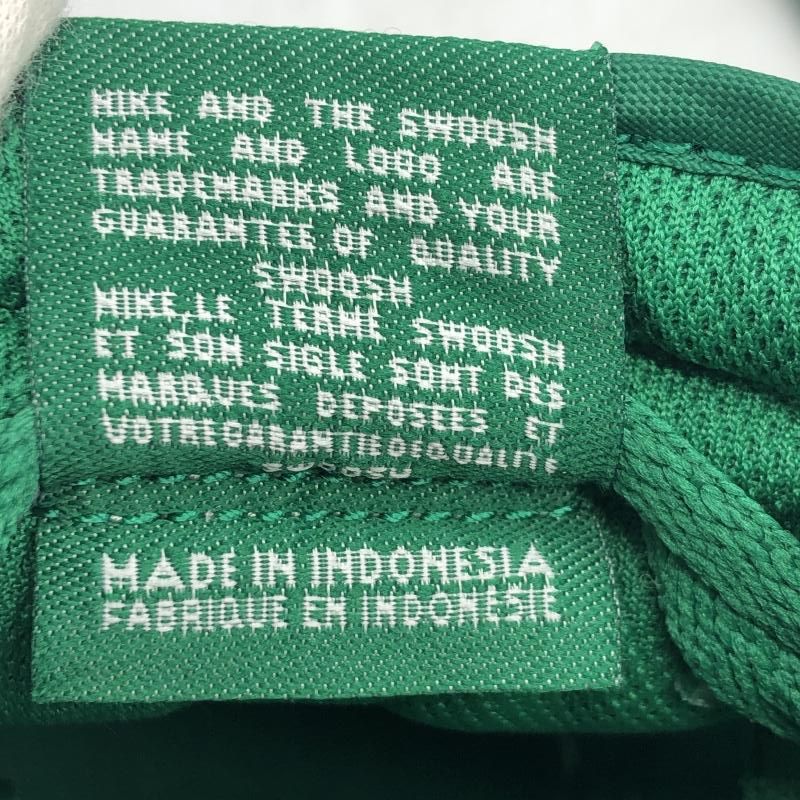 NIKE AND THE SWOOSH
NAME AND LOGO ARE
TRADEMARKS AND YOUR
GUARANTEE OF QUALITY
SWOOSH
NIKE,LE TERME SWOOSH
ET SON SIGLE SONT DES
MARQUES DEPOSEES ET
VOTREGARANTIEDEQUALITE
MADE IN INDONESIA
FABRIQUE EN INDONESIE